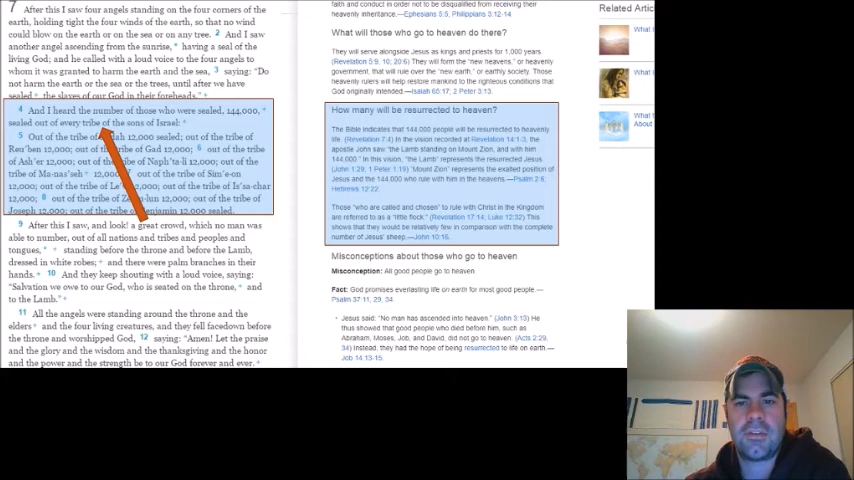 7 After this I saw four angels standing on the four corners of the
earth, holding tight the four winds of the earth, so that no wind
could blow on the earth or on the sea or on any tree. 2 And I saw
another angel ascending from the sunrise,* having a seal of the
living God; and he called with a loud voice to the four angels to
whom it was granted to harm the earth and the sea, 3 saying: "Do
not harm the earth or the sea or the trees, until after we have
sealed the slaves of our God in their foreheads."+
4 And I heard the number of those who were sealed, 144,000,+
sealed out of every tribe of the sons of Israel:+
5 Out of the tribe of dah 12,000 sealed; out of the tribe of
Reu′ben 12,000; out of the tribe of Gad 12,000; 6 out of the tribe
of Ash′er 12,000; out of the tribe of Naph′ta·li 12,000; out of the
tribe of Ma·nas′seh+ 12,000; 7 out of the tribe of Sim′e·on
12,000; out of the tribe of Le′ 12,000; out of the tribe of Is′sa·char
12,000; 8 out of the tribe of Ze lun 12,000; out of the tribe of
Joseph 12,000; out of the tribe of Benjamin 12,000 sealed.
9 After this I saw, and look! a great crowd, which no man was
able to number, out of all nations and tribes and peoples and
tongues,*+ standing before the throne and before the Lamb,
dressed in white robes;+ and there were palm branches in their
hands.+ 10 And they keep shouting with a loud voice, saying:
"Salvation we owe to our God, who is seated on the throne,+ and
to the Lamb."+
11 All the angels were standing around the throne and the
elders+ and the four living creatures, and they fell facedown before
the throne and worshipped God, 12 saying: "Amen! Let the praise
and the glory and the wisdom and the thanksgiving and the honor
and the power and the strength be to our God forever and ever.
faith and conduct in order not to be disqualified from receiving their
heavenly inheritance.—Ephesians 5:5; Philippians 3:12-14
What will those who go to heaven do there?
They will serve alongside Jesus as kings and priests for 1,000 years.
(Revelation 5:9, 10; 20:6) They will form the "new heavens," or heavenly
government, that will rule over the "new earth," or earthly society. Those
heavenly rulers will help restore mankind to the righteous conditions that
God originally intended.—Isaiah 65:17; 2 Peter 3:13.
How many will be resurrected to heaven?
The Bible indicates that 144,000 people will be resurrected to heavenly
life. (Revelation 7:4) In the vision recorded at Revelation 14:1-3, the
apostle John saw "the Lamb standing on Mount Zion, and with him
144,000." In this vision, "the Lamb" represents the resurrected Jesus.
(John 1:29; 1 Peter 1:19) "Mount Zion" represents the exalted position of
Jesus and the 144,000 who rule with him in the heavens.—Psalm 2:6;
Hebrews 12:22.
Those "who are called and chosen" to rule with Christ in the Kingdom
are referred to as a "little flock." (Revelation 17:14; Luke 12:32) This
shows that they would be relatively few in comparison with the complete
number of Jesus' sheep.—John 10:16.
Misconceptions about those who go to heaven
Misconception: All good people go to heaven
Fact: God promises everlasting life on earth for most good people.—
Psalm 37:11, 29, 34.
• Jesus said: "No man has ascended into heaven." (John 3:13) He
thus showed that good people who died before him, such as
Abraham, Moses, Job, and David, did not go to heaven. (Acts 2:29,
34) Instead, they had the hope of being resurrected to life on earth.—
Job 14:13-15.
Related Artic
What
What
What